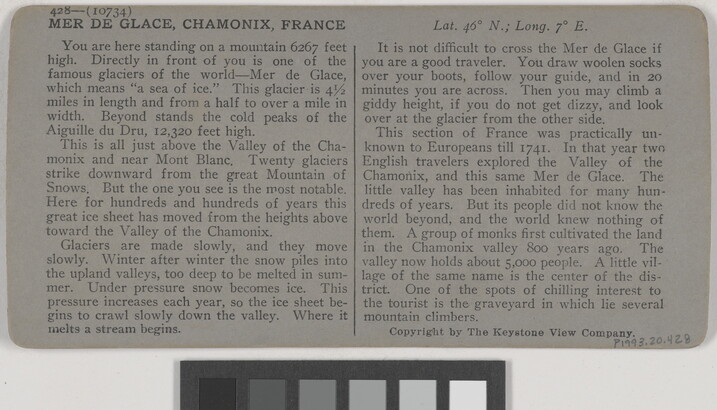 428—(10734)
MER DE GLACE, CHAMONIX, FRANCE
You are here standing on a mountain 6267 feet
high. Directly in front of you is one of the
famous glaciers of the world—Mer de Glace,
which means "a sea of ice." This glacier is 4½
miles in length and from a half to over a mile in
width. Beyond stands the cold peaks of the
Aiguille du Dru, 12,320 feet high.
This is all just above the Valley of the Cha-
monix and near Mont Blanc. Twenty glaciers
strike downward from the great Mountain of
Snows. But the one you see is the most notable.
Here for hundreds and hundreds of years this
great ice sheet has moved from the heights above
toward the Valley of the Chamonix.
Glaciers are made slowly, and they move
slowly. Winter after winter the snow piles into
the upland valleys, too deep to be melted in sum-
mer. Under pressure snow becomes ice. This
pressure increases each year, so the ice sheet be-
gins to crawl slowly down the valley. Where it
melts a stream begins.
Lat. 46° N.; Long. 7° E.
It is not difficult to cross the Mer de Glace if
you are a good traveler. You draw woolen socks
over your boots, follow your guide, and in 20
minutes you are across. Then you may climb a
giddy height, if you do not get dizzy, and look
over at the glacier from the other side.
This section of France was practically un-
known to Europeans till 1741. In that year two
English travelers explored the Valley of the
Chamonix, and this same Mer de Glace. The
little valley has been inhabited for many hun-
dreds of years. But its people did not know the
world beyond, and the world knew nothing of
them. A group of monks first cultivated the land
in the Chamonix valley 800 years ago. The
valley now holds about 5,000 people. A little vil-
lage of the same name is the center of the dis-
trict. One of the spots of chilling interest to
the tourist is the graveyard in which lie several
mountain climbers.
Copyright by The Keystone View Company.
P1993.20.428